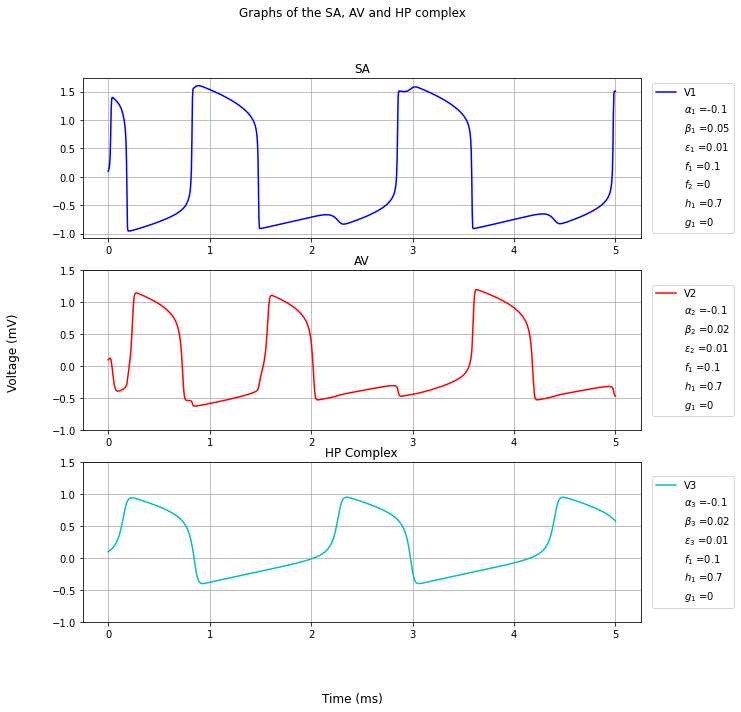 Graphs of the SA, AV and HP complex
SA
1.5
1.0
0.5
0.0
−0.5
−1.0
0 1 2 3 4 5
V1
α₁ =-0.1
β₁ =0.05
ε₁ =0.01
f₁ =0.1
f₂ =0
h₁ =0.7
g₁ =0
AV
1.5
1.0
0.5
0.0
−0.5
−1.0
0 1 2 3 4 5
V2
α₂ =-0.1
β₂ =0.02
ε₂ =0.01
f₁ =0.1
h₁ =0.7
g₁ =0
Voltage (mV)
HP Complex
1.5
1.0
0.5
0.0
−0.5
−1.0
0 1 2 3 4 5
V3
α₃ =-0.1
β₃ =0.02
ε₃ =0.01
f₁ =0.1
h₁ =0.7
g₁ =0
Time (ms)